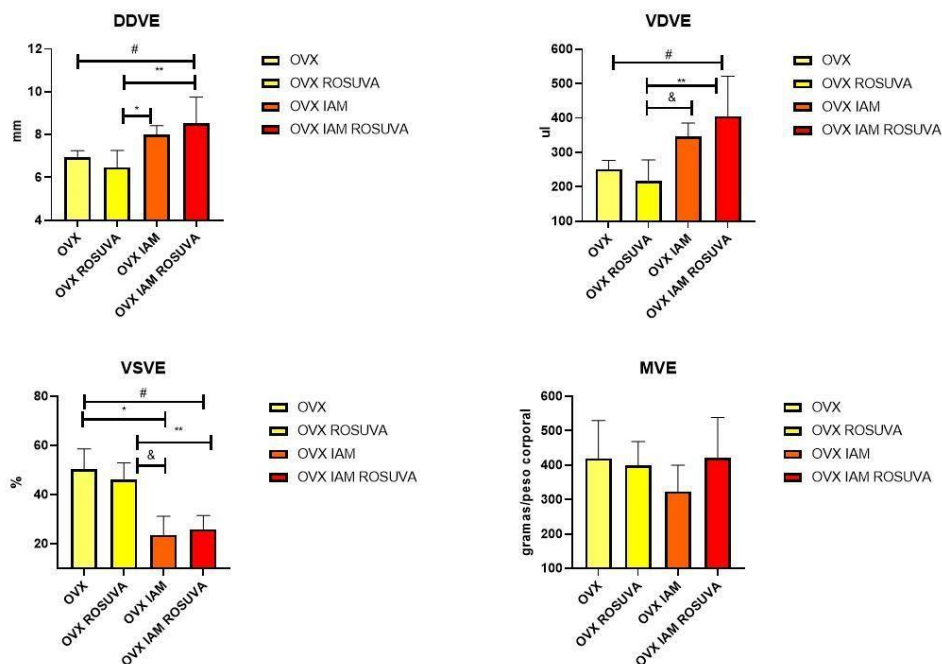 DDVE
12
10
8
6
4
mm
#
**
*
OVX
OVX ROSUVA
OVX IAM
OVX IAM ROSUVA
OVX
OVX ROSUVA
OVX IAM
OVX IAM ROSUVA
VDVE
600
500
400
300
200
100
ul
#
**
&
OVX
OVX ROSUVA
OVX IAM
OVX IAM ROSUVA
OVX
OVX ROSUVA
OVX IAM
OVX IAM ROSUVA
VSVE
80
60
40
20
%
#
*
**
&
OVX
OVX ROSUVA
OVX IAM
OVX IAM ROSUVA
OVX
OVX ROSUVA
OVX IAM
OVX IAM ROSUVA
MVE
600
500
400
300
200
100
gramas/peso corporal
OVX
OVX ROSUVA
OVX IAM
OVX IAM ROSUVA
OVX
OVX ROSUVA
OVX IAM
OVX IAM ROSUVA